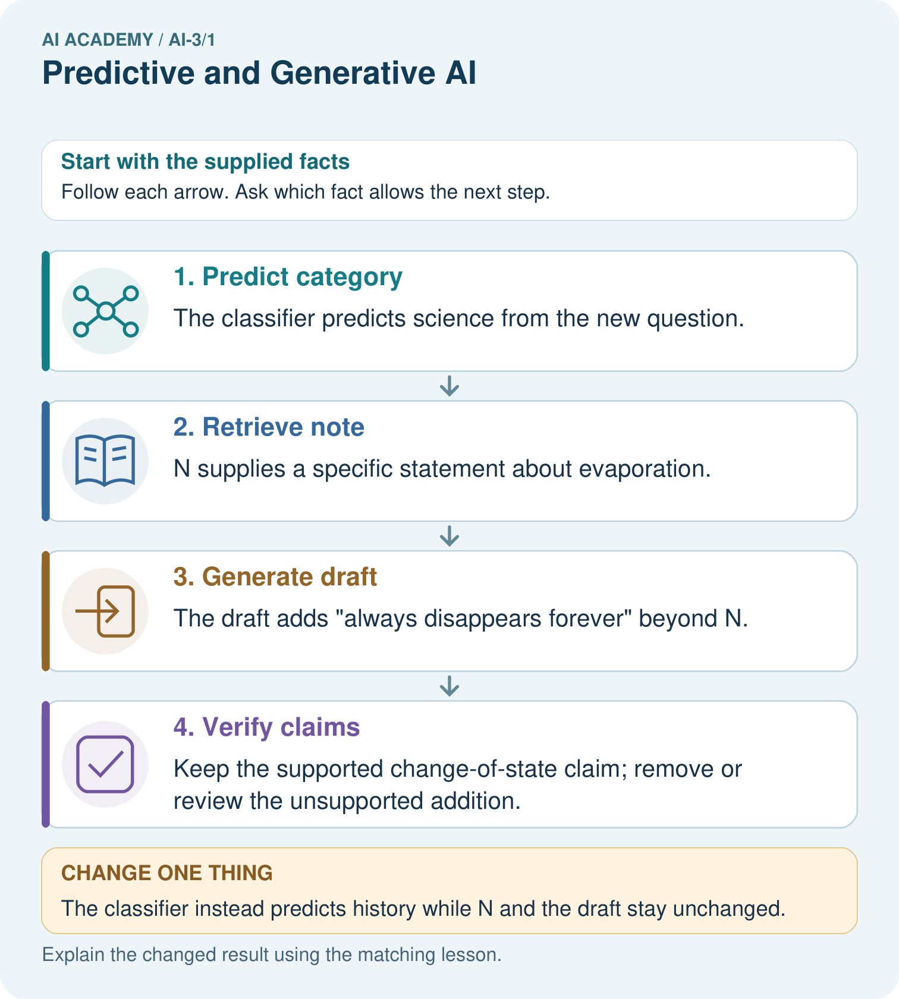 AI ACADEMY / AI-3/1
Predictive and Generative AI
Start with the supplied facts
Follow each arrow. Ask which fact allows the next step.
1. Predict category
The classifier predicts science from the new question.
2. Retrieve note
N supplies a specific statement about evaporation.
3. Generate draft
The draft adds "always disappears forever" beyond N.
4. Verify claims
Keep the supported change-of-state claim; remove or
review the unsupported addition.
CHANGE ONE THING
The classifier instead predicts history while N and the draft stay unchanged.
Explain the changed result using the matching lesson.